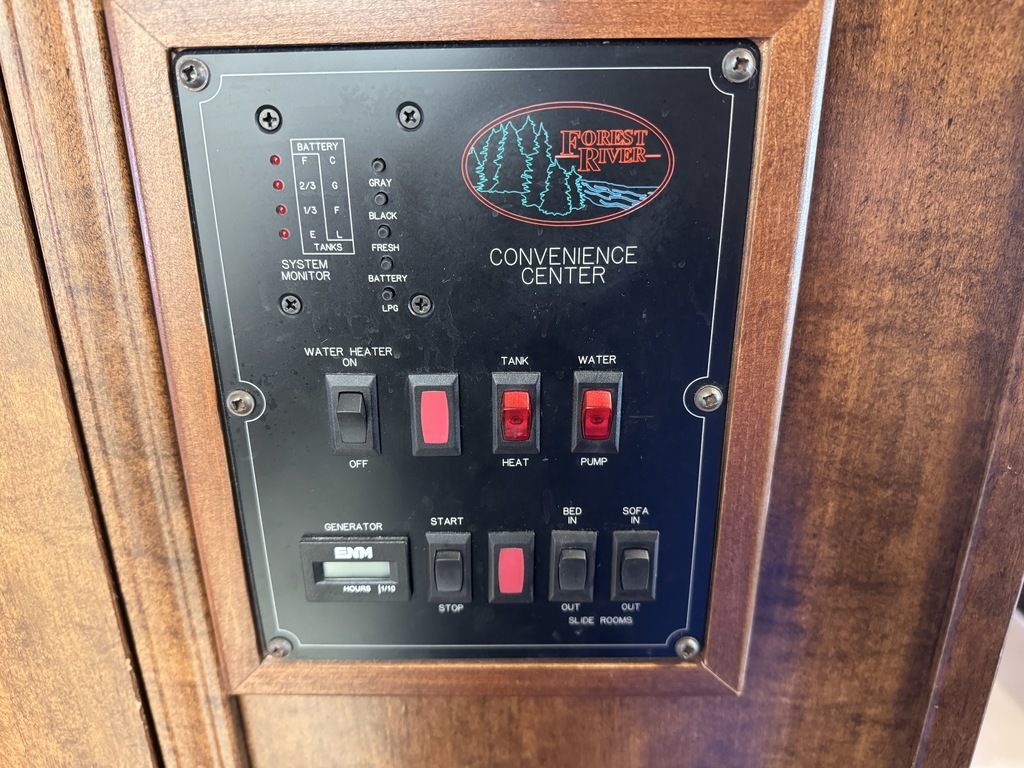 BATTERY
F C
2/3 G
1/3 F
E L
TANKS
SYSTEM
MONITOR
GRAY
BLACK
FRESH
BATTERY
LPG
FOREST
RIVER
CONVENIENCE
CENTER
WATER HEATER
ON
OFF
TANK
HEAT
WATER
PUMP
GENERATOR
ENM
HOURS 1/10
START
STOP
BED
IN
OUT
SOFA
IN
OUT
SLIDE ROOMS